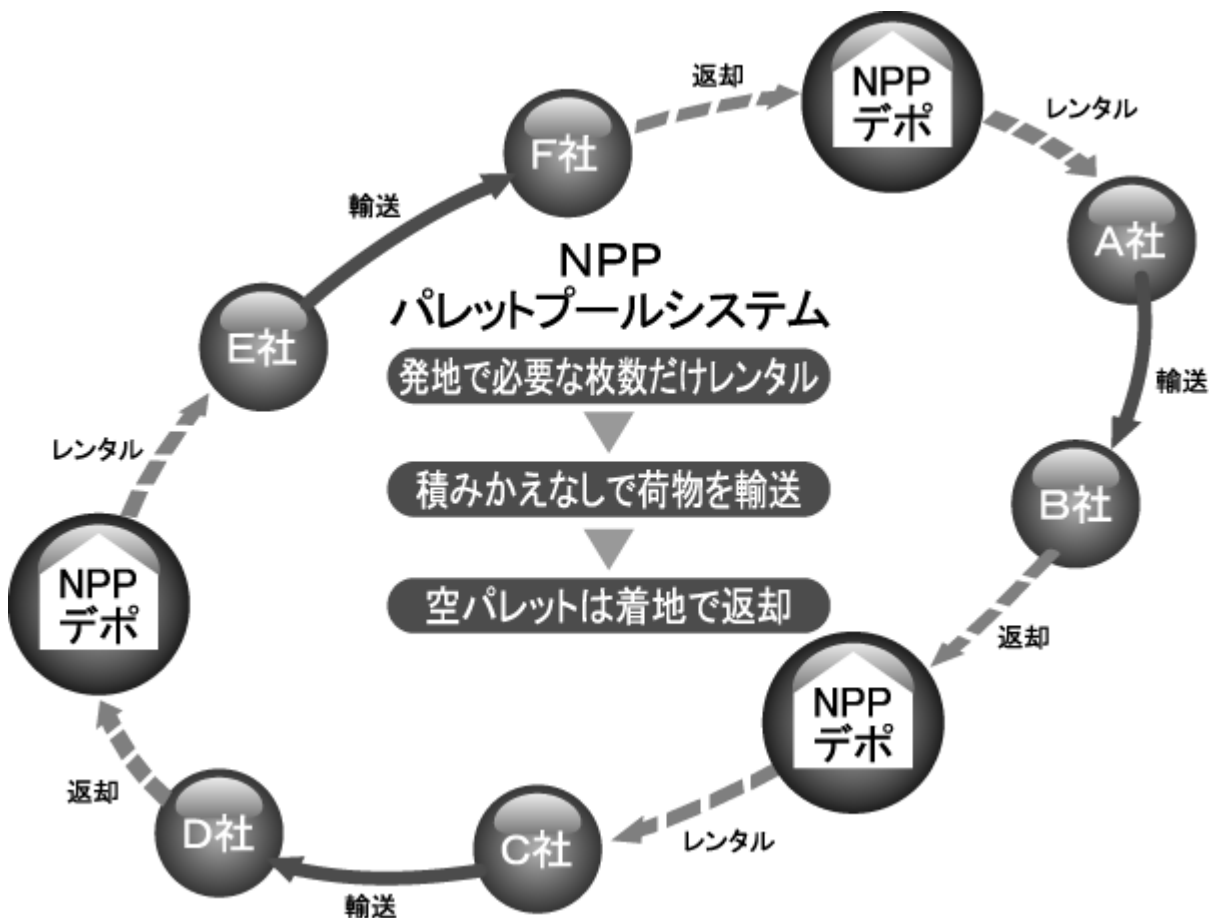 返却
NPP
デポ
レンタル
F社
輸送
A社
NPP
パレットプールシステム
E社
発地で必要な枚数だけレンタル
輸送
レンタル
積みかえなしで荷物を輸送
B社
NPP
デポ
空パレットは着地で返却
返却
NPP
デポ
返却
D社
C社
レンタル
輸送